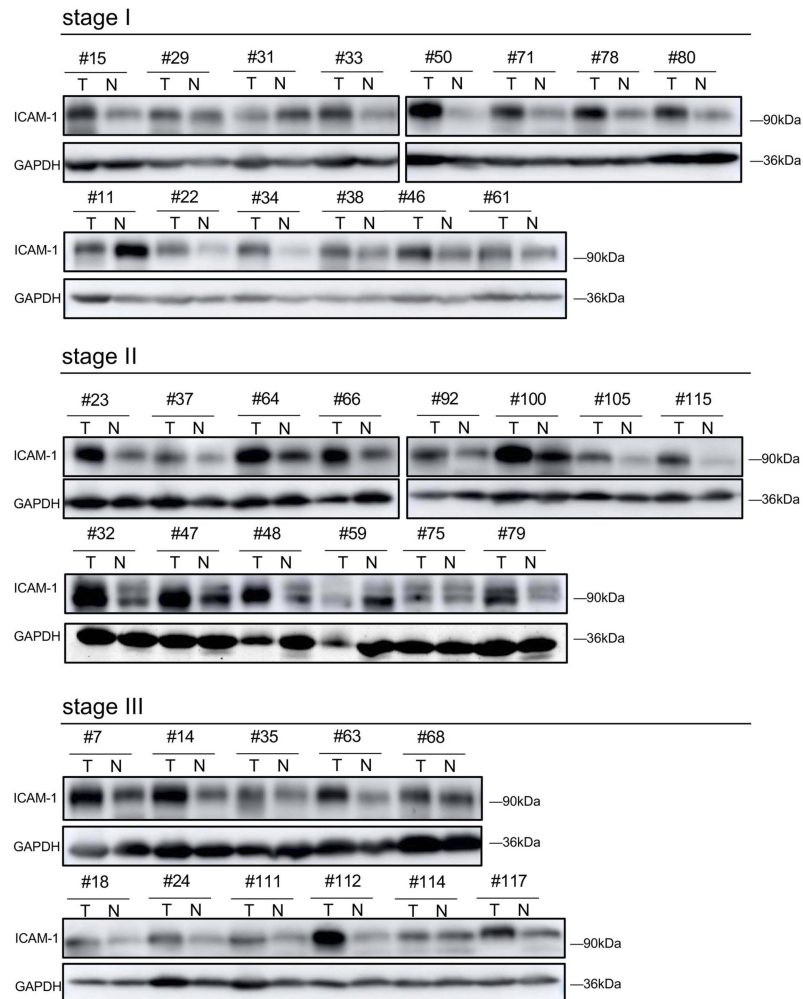 stage I
#15 #29 #31 #33 #50 #71 #78 #80
T N T N T N T N T N T N T N T N
ICAM-1 —90kDa
GAPDH —36kDa
#11 #22 #34 #38 #46 #61
T N T N T N T N T N T N
ICAM-1 —90kDa
GAPDH —36kDa
stage II
#23 #37 #64 #66 #92 #100 #105 #115
T N T N T N T N T N T N T N T N
ICAM-1 —90kDa
GAPDH —36kDa
#32 #47 #48 #59 #75 #79
T N T N T N T N T N T N
ICAM-1 —90kDa
GAPDH —36kDa
stage III
#7 #14 #35 #63 #68
T N T N T N T N T N
ICAM-1 —90kDa
GAPDH —36kDa
#18 #24 #111 #112 #114 #117
T N T N T N T N T N T N
ICAM-1 —90kDa
GAPDH —36kDa